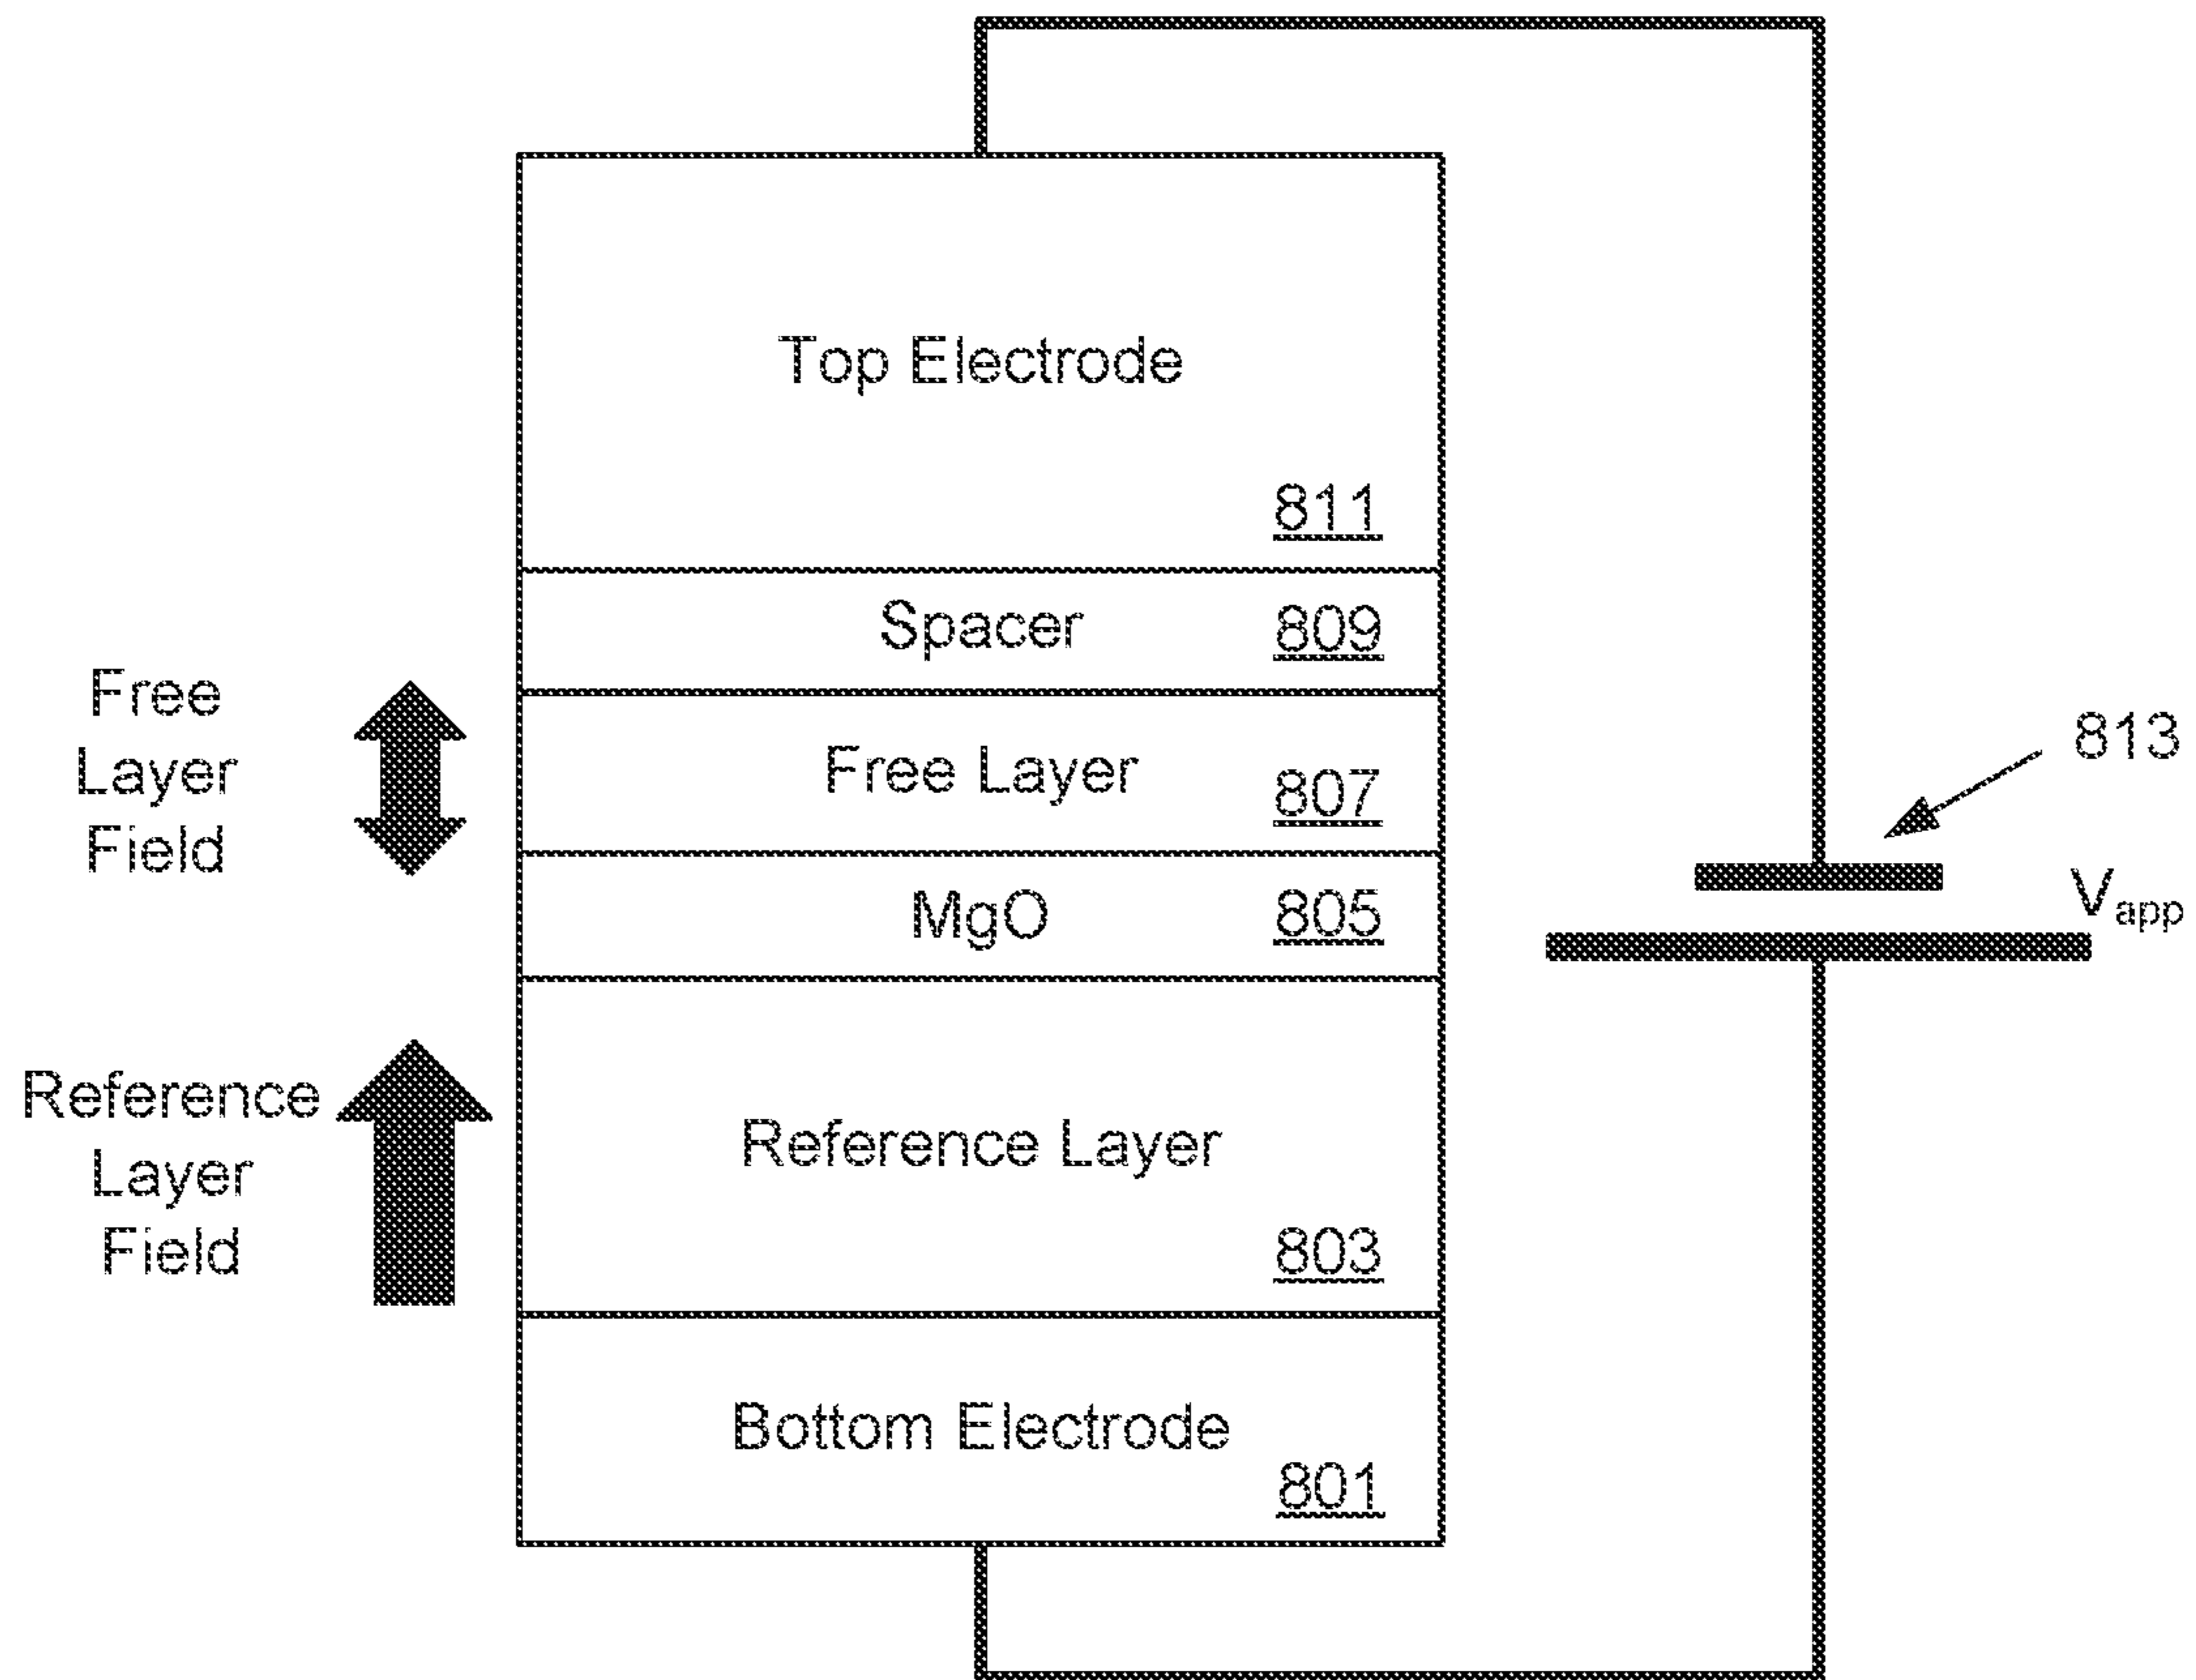 Top Electrode
811
Spacer 809
Free
Layer
Field
Free Layer 807
813
MgO 805
Vapp
Reference
Layer
Field
Reference Layer
803
Bottom Electrode
801